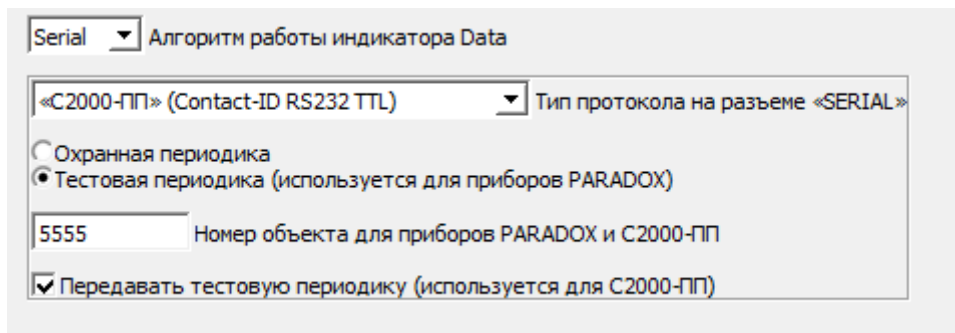 Serial Алгоритм работы индикатора Data
«С2000-ПП» (Contact-ID RS232 TTL) Тип протокола на разъеме «SERIAL»
Охранная периодика
Тестовая периодика (используется для приборов PARADOX)
5555 Номер объекта для приборов PARADOX и С2000-ПП
Передавать тестовую периодику (используется для С2000-ПП)